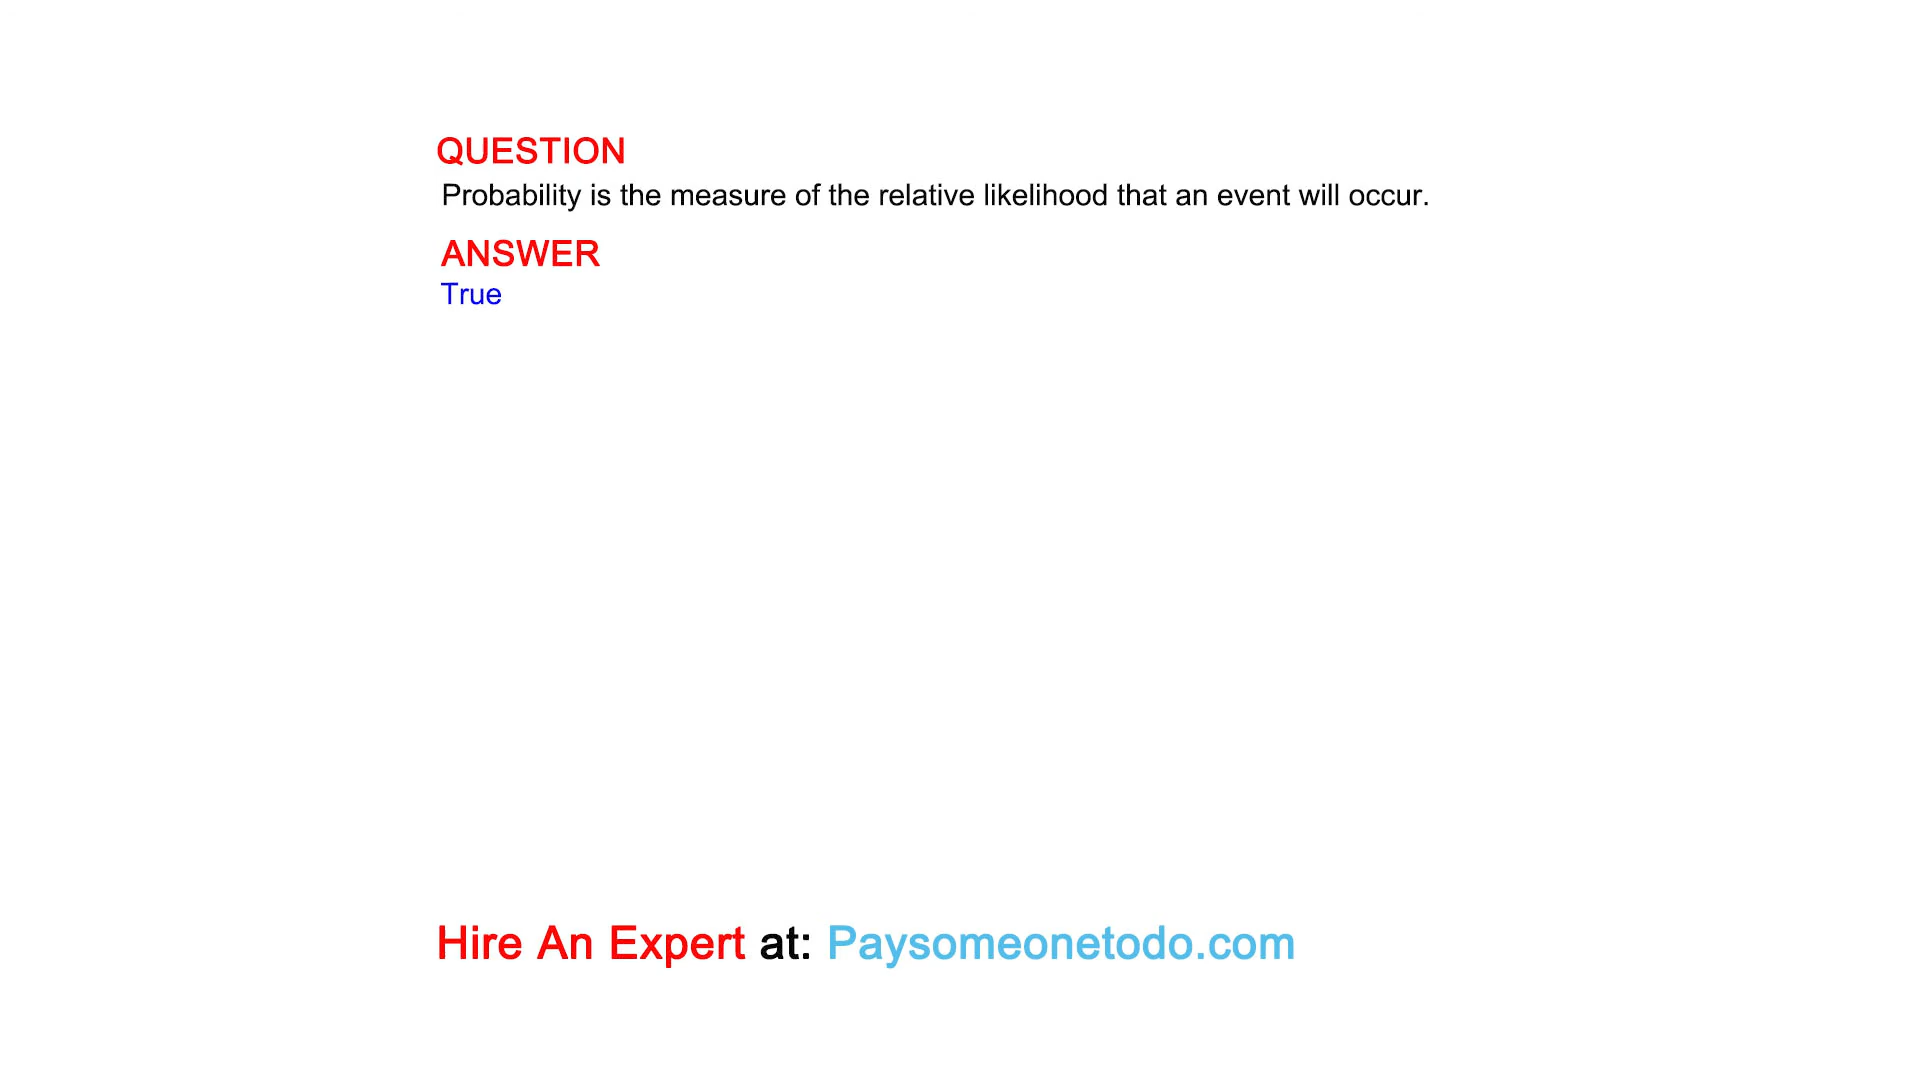 QUESTION
Probability is the measure of the relative likelihood that an event will occur.
ANSWER
True
Hire An Expert at: Paysomeonetodo.com